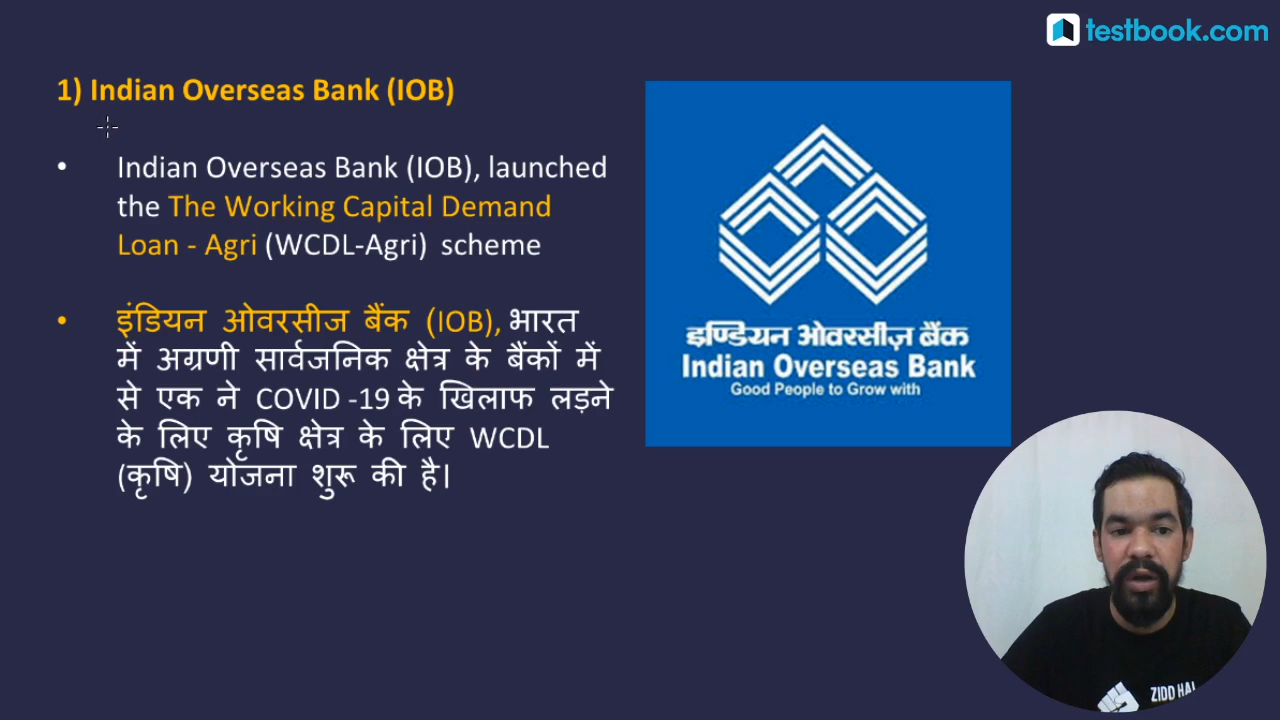 testbook.com
1) Indian Overseas Bank (IOB)
• Indian Overseas Bank (IOB), launched
the The Working Capital Demand
Loan - Agri (WCDL-Agri) scheme
• इंडियन ओवरसीज बैंक (IOB), भारत
में अग्रणी सार्वजनिक क्षेत्र के बैंकों में
से एक ने COVID -19 के खिलाफ लड़ने
के लिए कृषि क्षेत्र के लिए WCDL
(कृषि) योजना शुरू की है।
इण्डियन ओवरसीज़ बैंक
Indian Overseas Bank
Good People to Grow with
ZIDD HAI